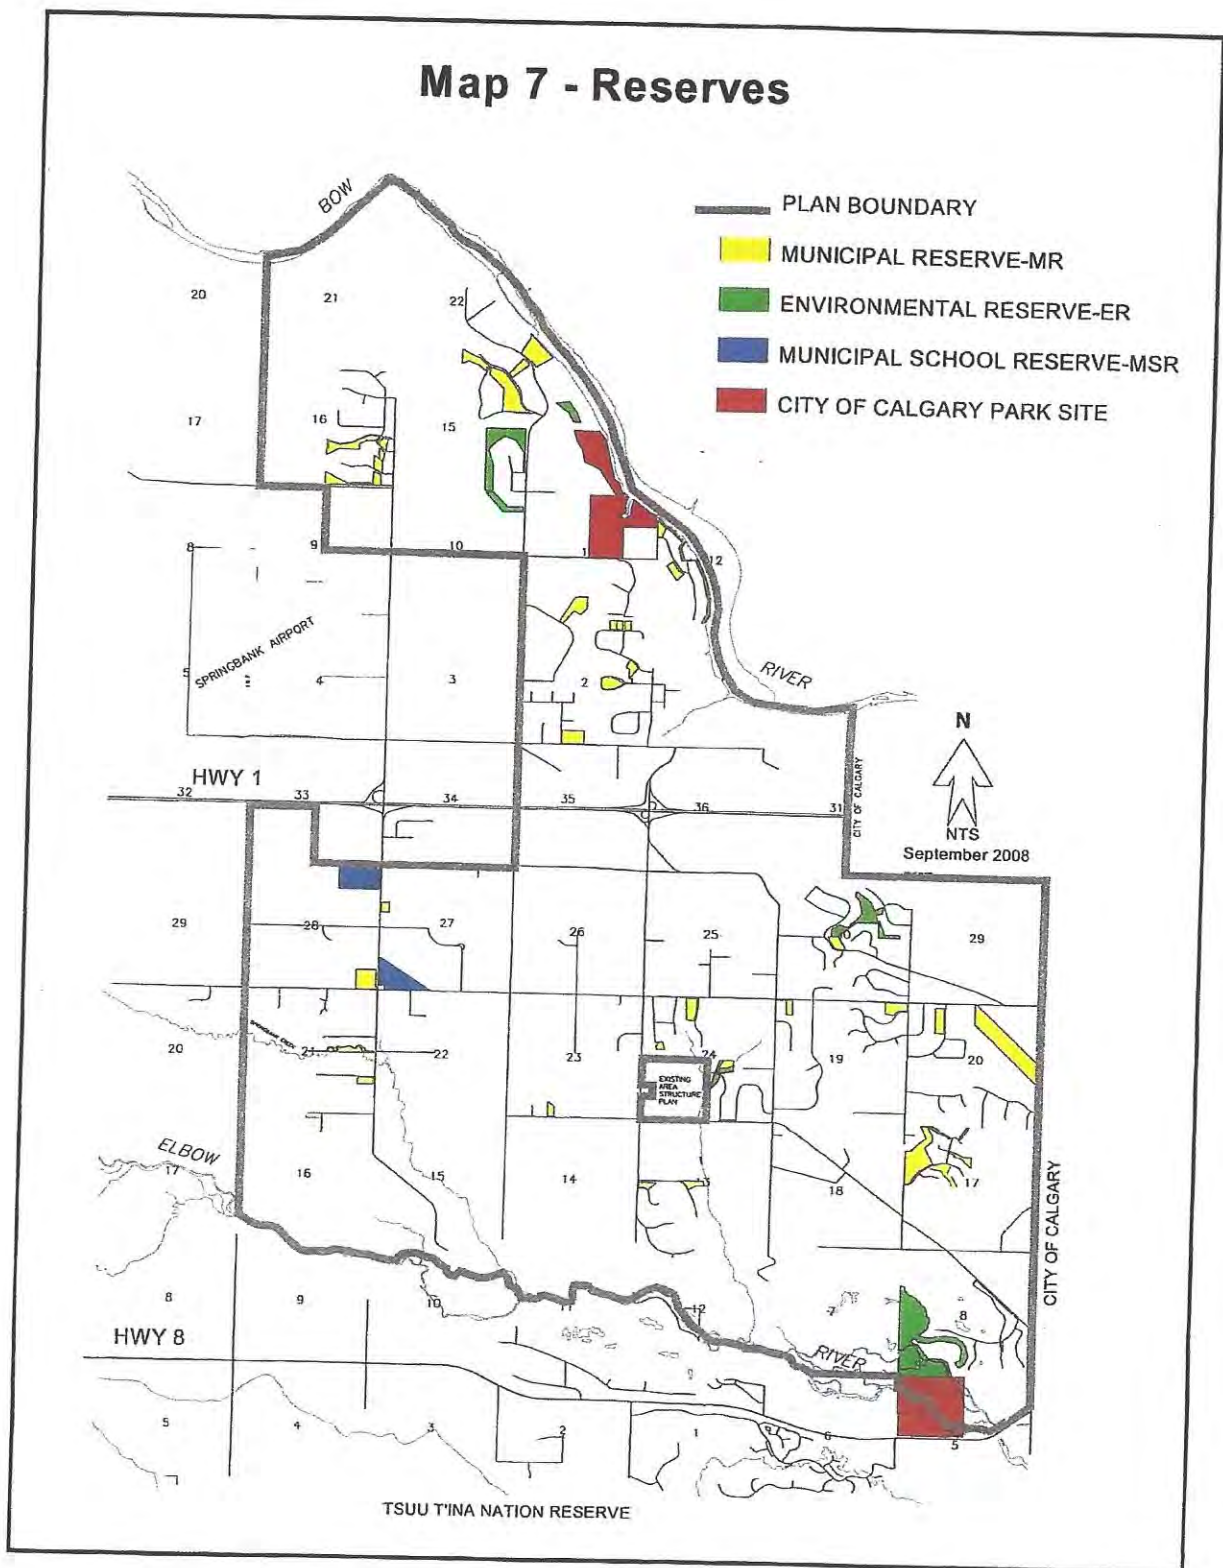 Map 7 - Reserves
BOW
PLAN BOUNDARY
MUNICIPAL RESERVE-MR
ENVIRONMENTAL RESERVE-ER
MUNICIPAL SCHOOL RESERVE-MSR
CITY OF CALGARY PARK SITE
20 21 22
17 16 15
8 9 10 1 12
SPRINGBANK AIRPORT
5 4 3 2
RIVER
N
NTS
September 2008
HWY 1
32 33 34 35 36 31
CITY OF CALGARY
29 28 27 26 25 0 29
SPRINGBANK CREEK
20 21 22 23 24 19 20
EXISTING
AREA
STRUCTURE
PLAN
ELBOW
17 16 15 14 3 18 17
CITY OF CALGARY
8 9 10 11 12 7 8
HWY 8
RIVER
5 4 3 2 1 6 5
TSUU T'INA NATION RESERVE